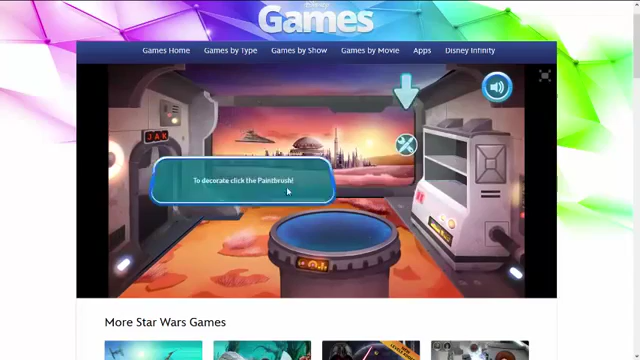 Disney
Games
Games Home Games by Type Games by Show Games by Movie Apps Disney Infinity
JAK
To decorate click the Paintbrush!
More Star Wars Games